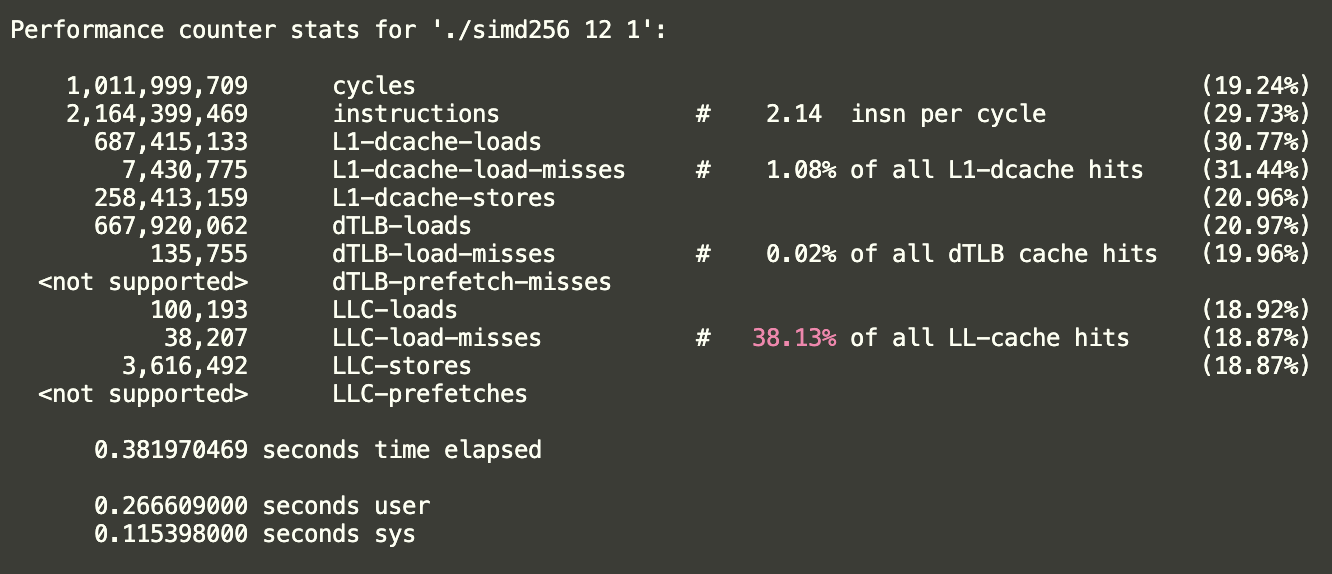 Performance counter stats for './simd256 12 1':
1,011,999,709 cycles (19.24%)
2,164,399,469 instructions # 2.14 insn per cycle (29.73%)
687,415,133 L1-dcache-loads (30.77%)
7,430,775 L1-dcache-load-misses # 1.08% of all L1-dcache hits (31.44%)
258,413,159 L1-dcache-stores (20.96%)
667,920,062 dTLB-loads (20.97%)
135,755 dTLB-load-misses # 0.02% of all dTLB cache hits (19.96%)
<not supported> dTLB-prefetch-misses
100,193 LLC-loads (18.92%)
38,207 LLC-load-misses # 38.13% of all LL-cache hits (18.87%)
3,616,492 LLC-stores (18.87%)
<not supported> LLC-prefetches
0.381970469 seconds time elapsed
0.266609000 seconds user
0.115398000 seconds sys